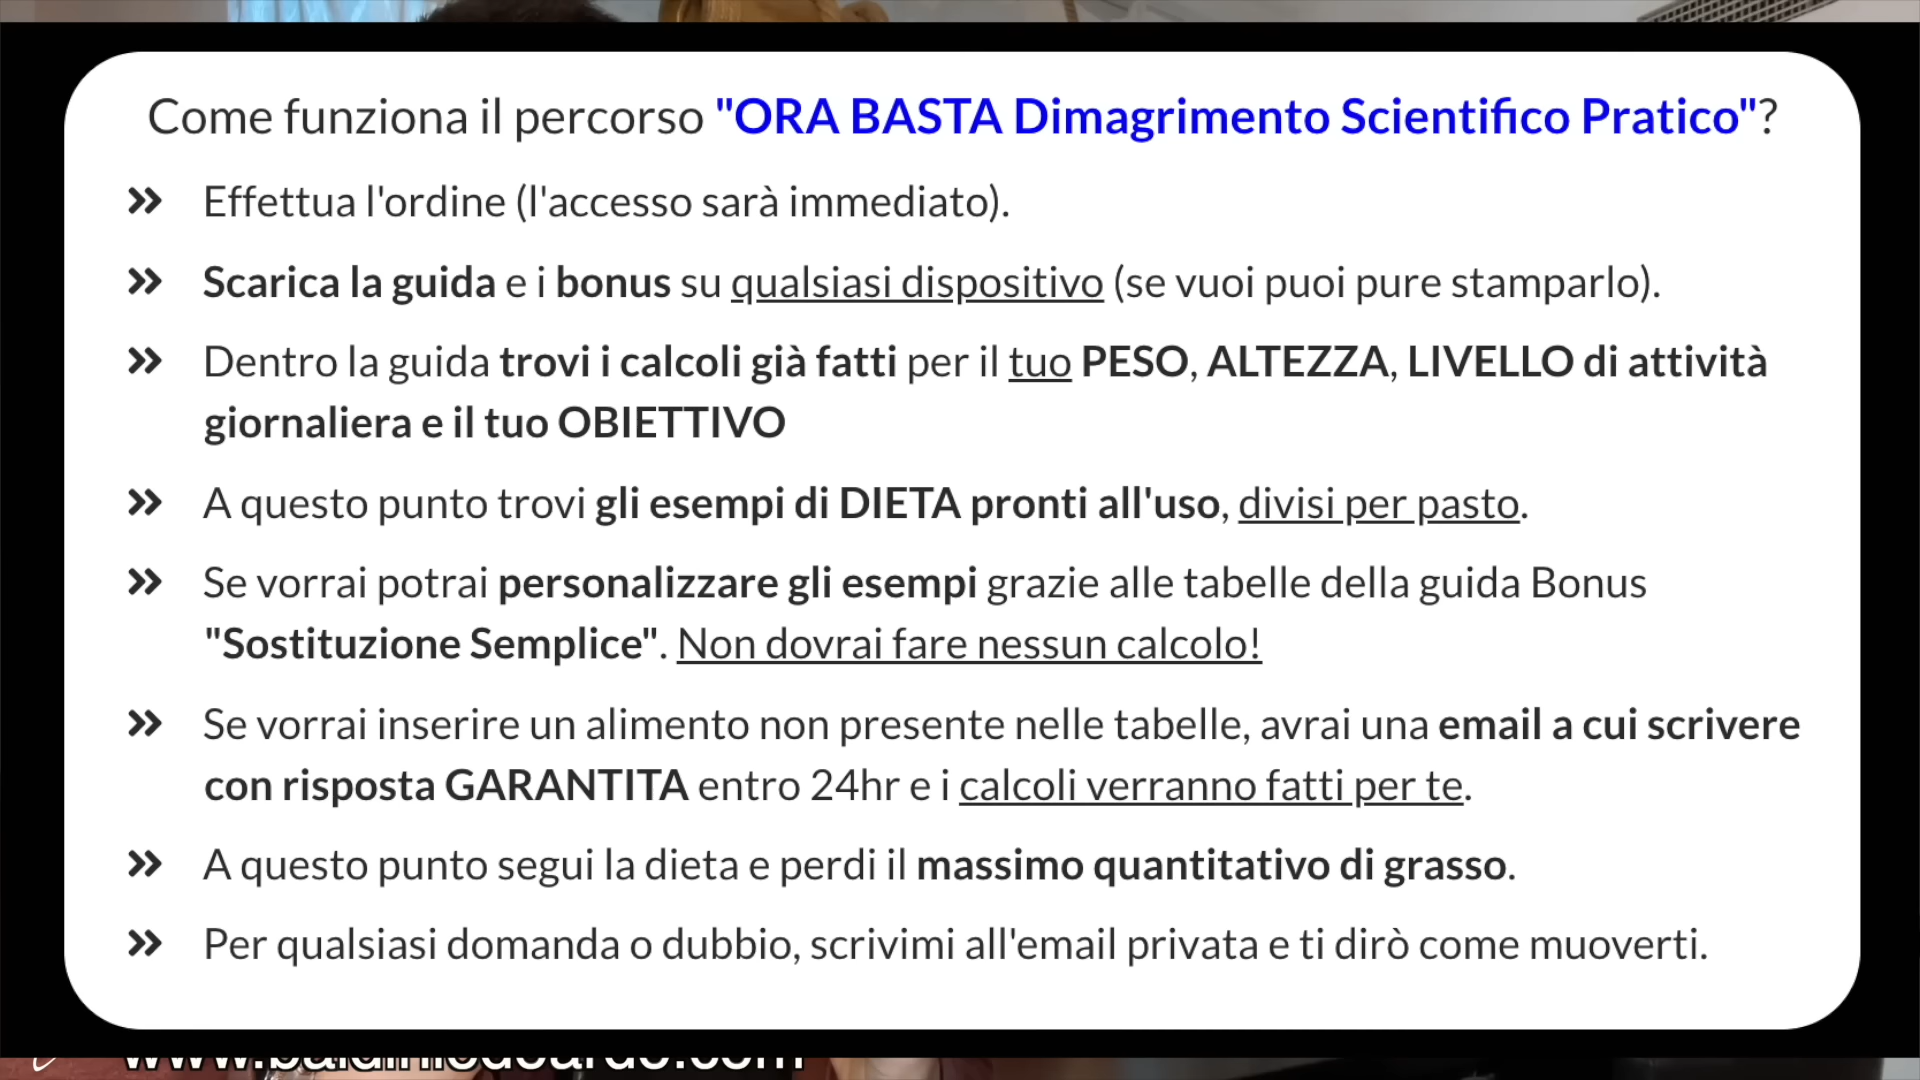 Come funziona il percorso "ORA BASTA Dimagrimento Scientifico Pratico"?
Effettua l'ordine (l'accesso sarà immediato).
Scarica la guida e i bonus su qualsiasi dispositivo (se vuoi puoi pure stamparlo).
Dentro la guida trovi i calcoli già fatti per il tuo PESO, ALTEZZA, LIVELLO di attività
giornaliera e il tuo OBIETTIVO
A questo punto trovi gli esempi di DIETA pronti all'uso, divisi per pasto.
Se vorrai potrai personalizzare gli esempi grazie alle tabelle della guida Bonus
"Sostituzione Semplice". Non dovrai fare nessun calcolo!
Se vorrai inserire un alimento non presente nelle tabelle, avrai una email a cui scrivere
con risposta GARANTITA entro 24hr e i calcoli verranno fatti per te.
A questo punto segui la dieta e perdi il massimo quantitativo di grasso.
Per qualsiasi domanda o dubbio, scrivimi all'email privata e ti dirò come muoverti.